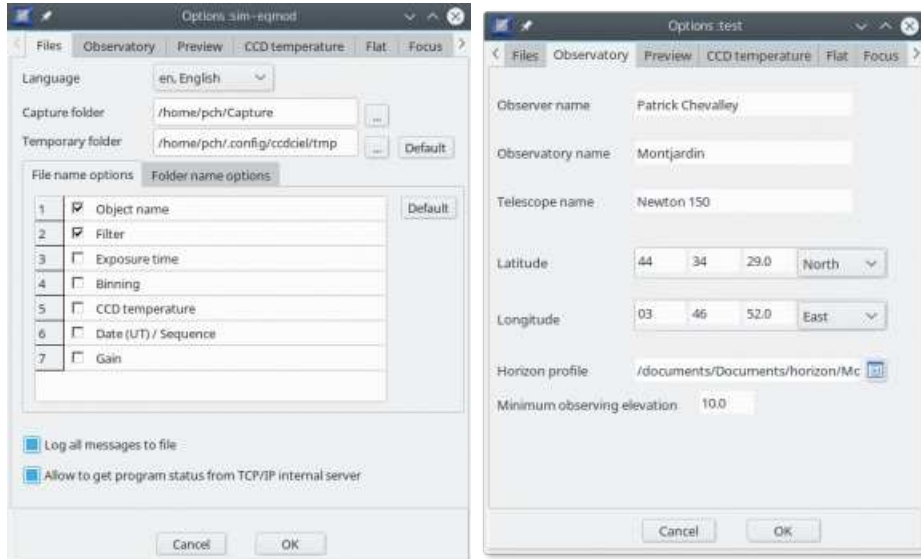 Options :sim-eqmod
Files Observatory Preview CCD temperature Flat Focus
Language en, English
Capture folder /home/pch/Capture ...
Temporary folder /home/pch/.config/ccdciel/tmp ... Default
File name options Folder name options
1 Object name Default
2 Filter
3 Exposure time
4 Binning
5 CCD temperature
6 Date (UT) / Sequence
7 Gain
Log all messages to file
Allow to get program status from TCP/IP internal server
Cancel OK
Options :test
Files Observatory Preview CCD temperature Flat Focus
Observer name Patrick Chevalley
Observatory name Montjardin
Telescope name Newton 150
Latitude 44 34 29.0 North
Longitude 03 46 52.0 East
Horizon profile /documents/Documents/horizon/Mc
Minimum observing elevation 10.0
Cancel OK